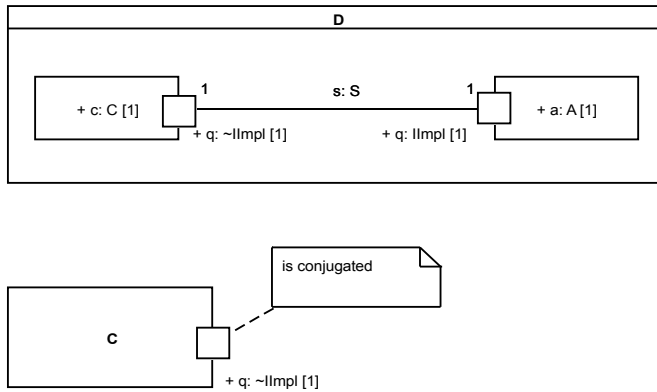 D
+ c: C [1]
1
s: S
1
+ a: A [1]
+ q: ~IImpl [1]
+ q: IImpl [1]
is conjugated
C
+ q: ~IImpl [1]